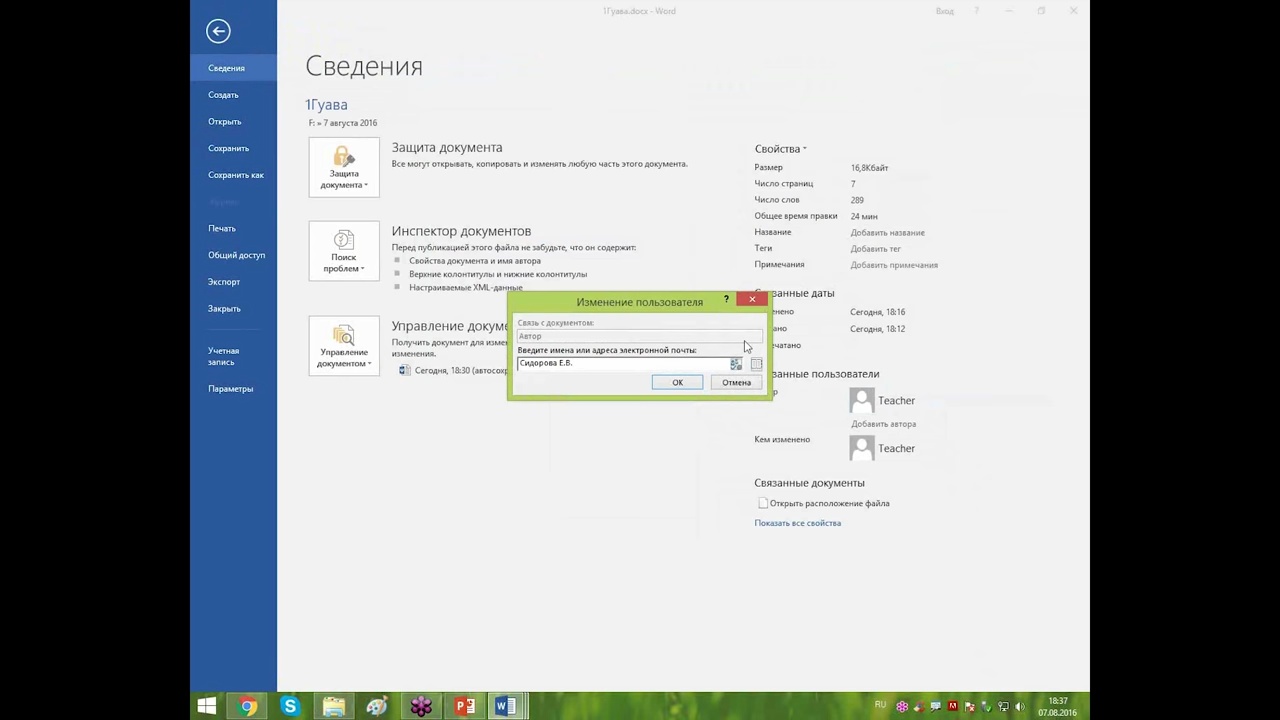 1Гуава.docx - Word
Вход
?
Сведения
Создать
Открыть
Сохранить
Сохранить как
Печать
Общий доступ
Экспорт
Закрыть
Учетная
запись
Параметры
Сведения
1Гуава
F: » 7 августа 2016
Защита
документа
Защита документа
Все могут открывать, копировать и изменять любую часть этого документа.
Поиск
проблем
Инспектор документов
Перед публикацией этого файла не забудьте, что он содержит:
Свойства документа и имя автора
Верхние колонтитулы и нижние колонтитулы
Настраиваемые XML-данные
Управление
документом
Управление докуме
Получить документ для изм
изменения.
Сегодня, 18:30 (автосохр
Изменение пользователя
?
Связь с документом:
Автор
Введите имена или адреса электронной почты:
Сидорова Е.В.
ОК
Отмена
Свойства
Размер 16,8Кбайт
Число страниц 7
Число слов 289
Общее время правки 24 мин
Название Добавить название
Теги Добавить тег
Примечания Добавить примечания
занные даты
нено Сегодня, 18:16
ано Сегодня, 18:12
ечатано
занные пользователи
р Teacher
Добавить автора
Кем изменено Teacher
Связанные документы
Открыть расположение файла
Показать все свойства
RU
18:37
07.08.2016